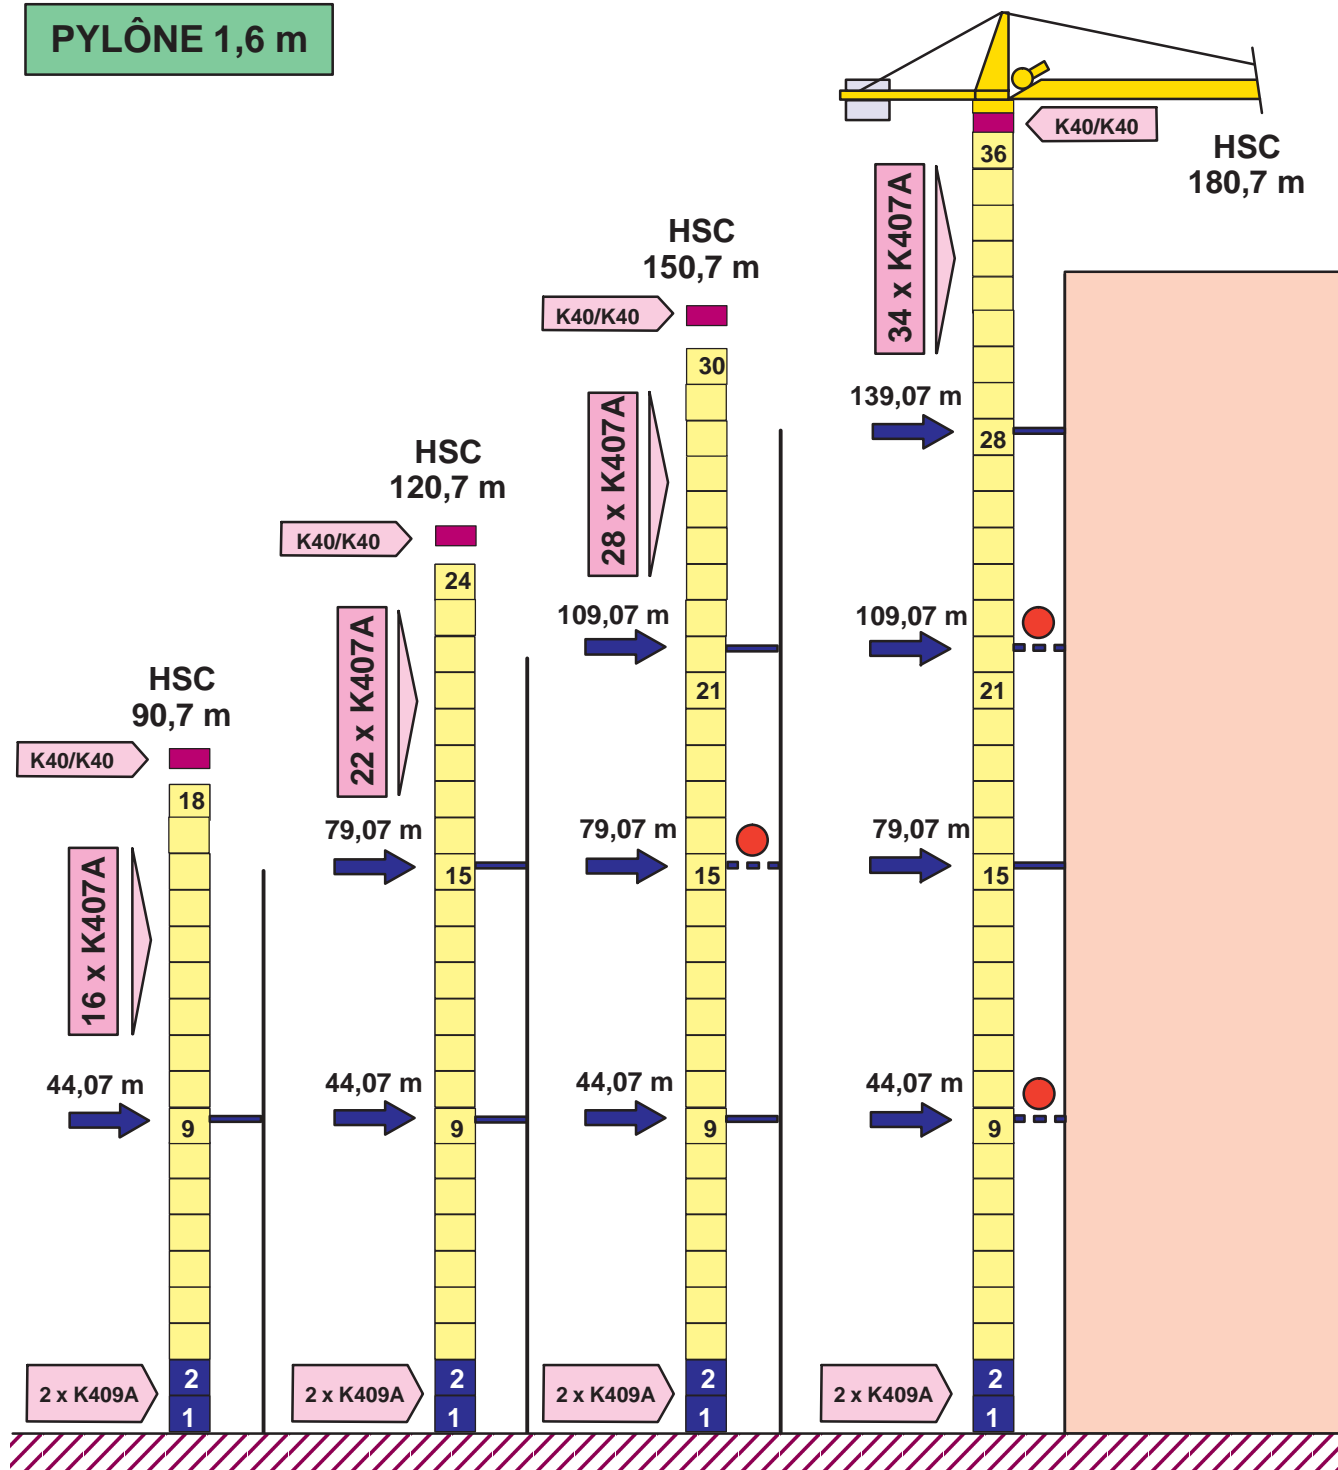 PYLÔNE 1,6 m
K40/K40
HSC
180,7 m
36
34 x K407A
139,07 m
28
109,07 m
21
79,07 m
15
44,07 m
9
2 x K409A
2
1
HSC
150,7 m
K40/K40
30
28 x K407A
109,07 m
21
79,07 m
15
44,07 m
9
2 x K409A
2
1
HSC
120,7 m
K40/K40
24
22 x K407A
79,07 m
15
44,07 m
9
2 x K409A
2
1
HSC
90,7 m
K40/K40
18
16 x K407A
44,07 m
9
2 x K409A
2
1